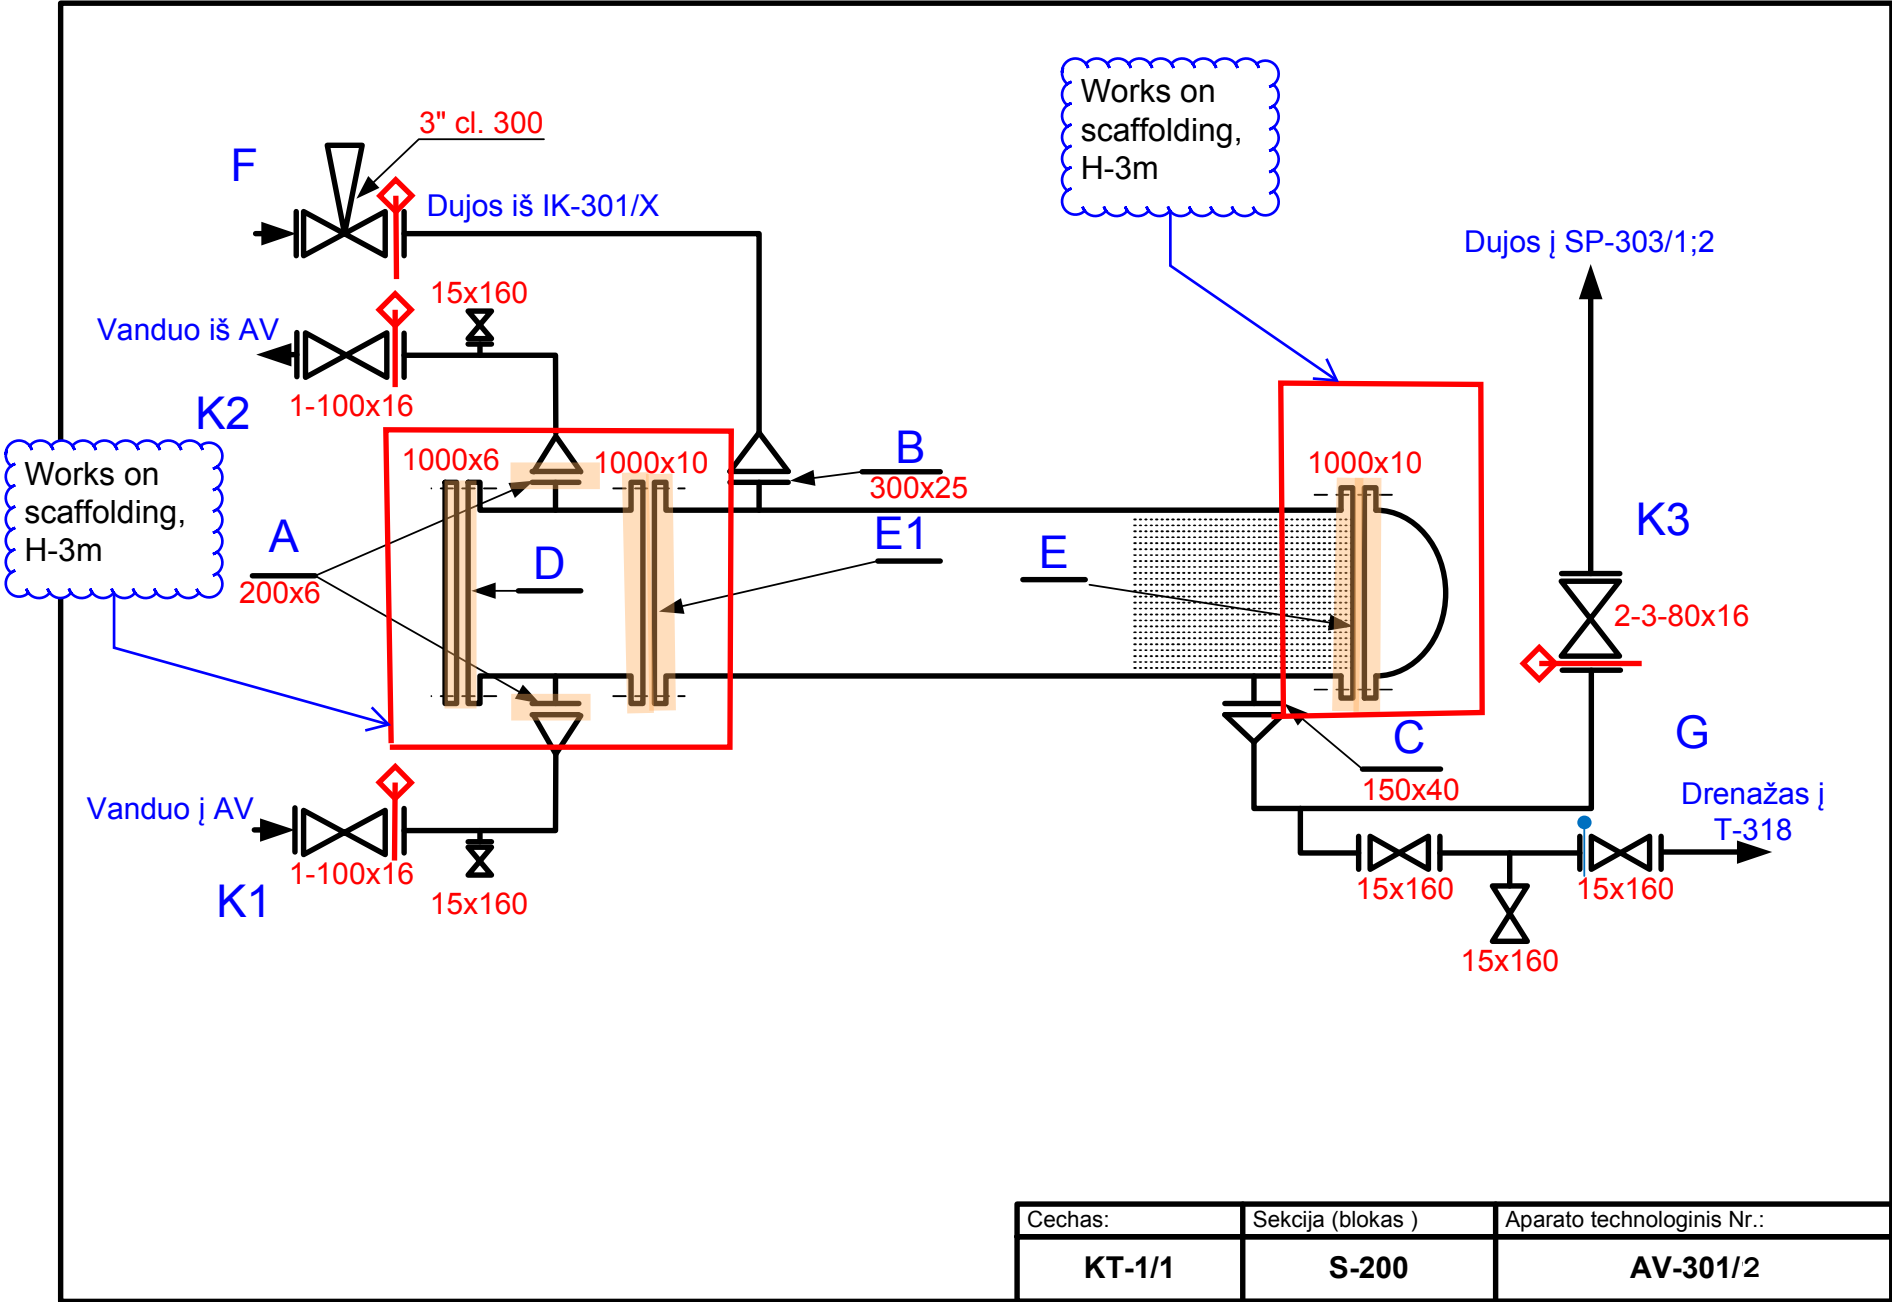 Works on
scaffolding,
H-3m
3" cl. 300
F
Dujos iš IK-301/X
Dujos į SP-303/1;2
15x160
Vanduo iš AV
1-100x16
K2
Works on
scaffolding,
H-3m
1000x6
1000x10
B
300x25
1000x10
A
200x6
D
E1
E
K3
2-3-80x16
C
150x40
G
Drenažas į
T-318
Vanduo į AV
1-100x16
K1
15x160
15x160
15x160
15x160
Cechas:
Sekcija (blokas )
Aparato technologinis Nr.:
KT-1/1
S-200
AV-301/2